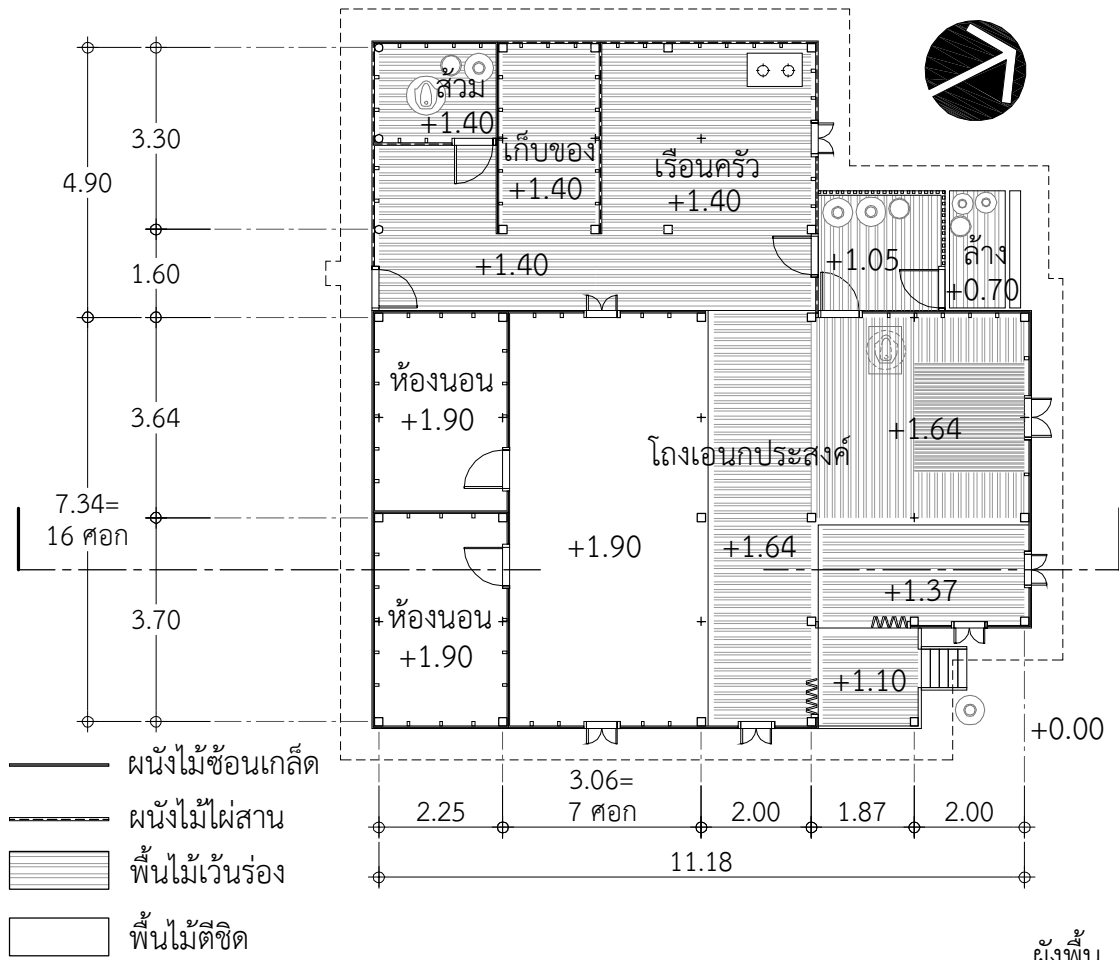 ส้วม
+1.40
เก็บของ
+1.40
เรือนครัว
+1.40
3.30
4.90
1.60
+1.40
+1.05
ล้าง
+0.70
ห้องนอน
+1.90
3.64
+1.64
โถงเอนกประสงค์
7.34=
16 ศอก
+1.90
+1.64
+1.37
3.70
ห้องนอน
+1.90
+1.10
+0.00
ผนังไม้ซ้อนเกล็ด
ผนังไม้ไผ่สาน
พื้นไม้เว้นร่อง
พื้นไม้ตีชิด
2.25
3.06=
7 ศอก
2.00
1.87
2.00
11.18
ผังพื้น